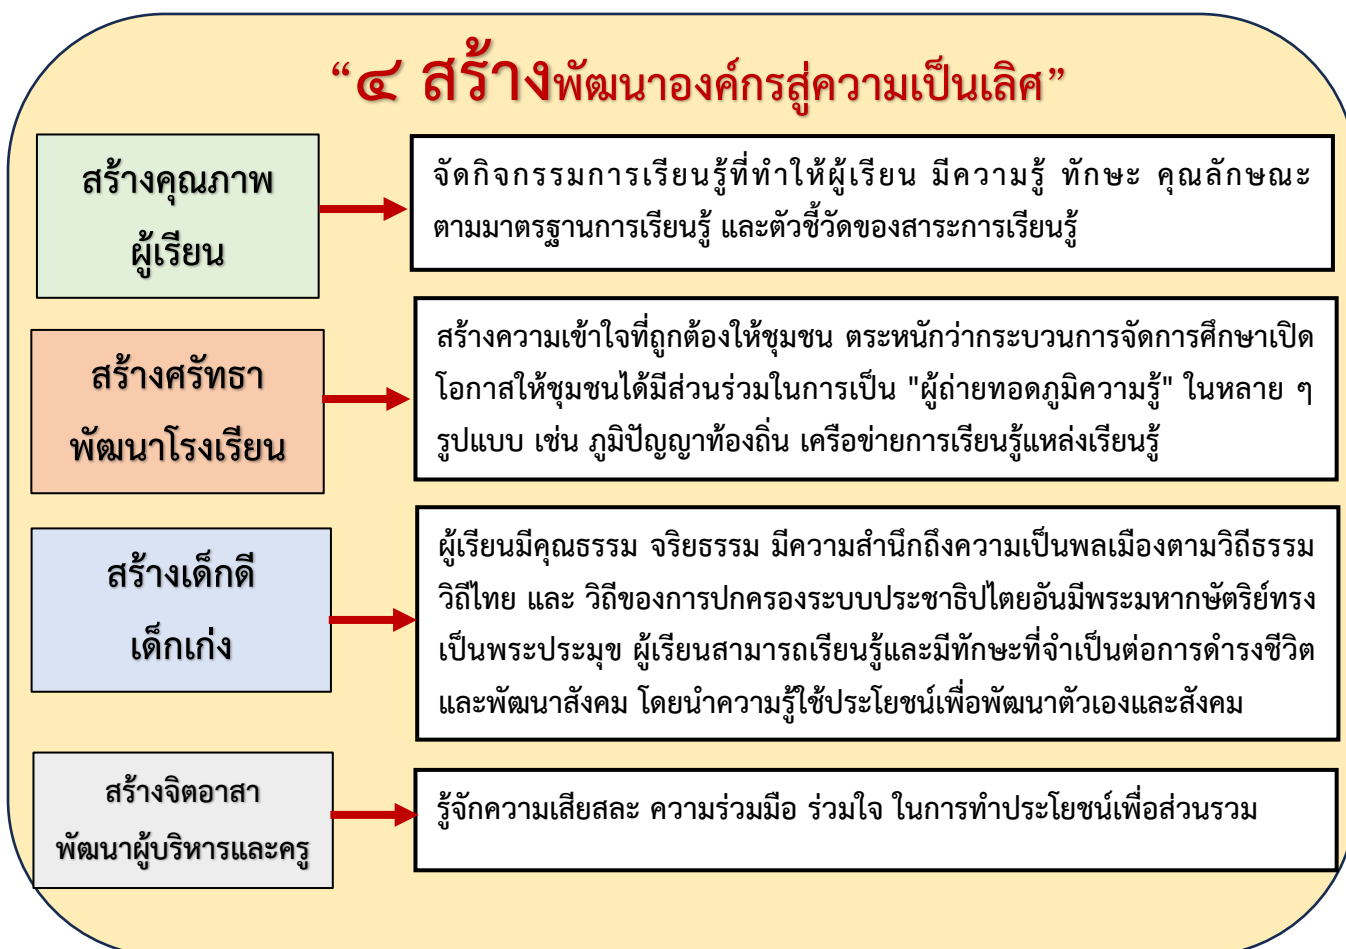 “๔ สร้างพัฒนาองค์กรสู่ความเป็นเลิศ”
สร้างคุณภาพ
ผู้เรียน
จัดกิจกรรมการเรียนรู้ที่ทำให้ผู้เรียน มีความรู้ ทักษะ คุณลักษณะ
ตามมาตรฐานการเรียนรู้ และตัวชี้วัดของสาระการเรียนรู้
สร้างศรัทธา
พัฒนาโรงเรียน
สร้างความเข้าใจที่ถูกต้องให้ชุมชน ตระหนักว่ากระบวนการจัดการศึกษาเปิด
โอกาสให้ชุมชนได้มีส่วนร่วมในการเป็น "ผู้ถ่ายทอดภูมิความรู้" ในหลาย ๆ
รูปแบบ เช่น ภูมิปัญญาท้องถิ่น เครือข่ายการเรียนรู้แหล่งเรียนรู้
สร้างเด็กดี
เด็กเก่ง
ผู้เรียนมีคุณธรรม จริยธรรม มีความสำนึกถึงความเป็นพลเมืองตามวิถีธรรม
วิถีไทย และ วิถีของการปกครองระบบประชาธิปไตยอันมีพระมหากษัตริย์ทรง
เป็นพระประมุข ผู้เรียนสามารถเรียนรู้และมีทักษะที่จำเป็นต่อการดำรงชีวิต
และพัฒนาสังคม โดยนำความรู้ใช้ประโยชน์เพื่อพัฒนาตัวเองและสังคม
สร้างจิตอาสา
พัฒนาผู้บริหารและครู
รู้จักความเสียสละ ความร่วมมือ ร่วมใจ ในการทำประโยชน์เพื่อส่วนรวม